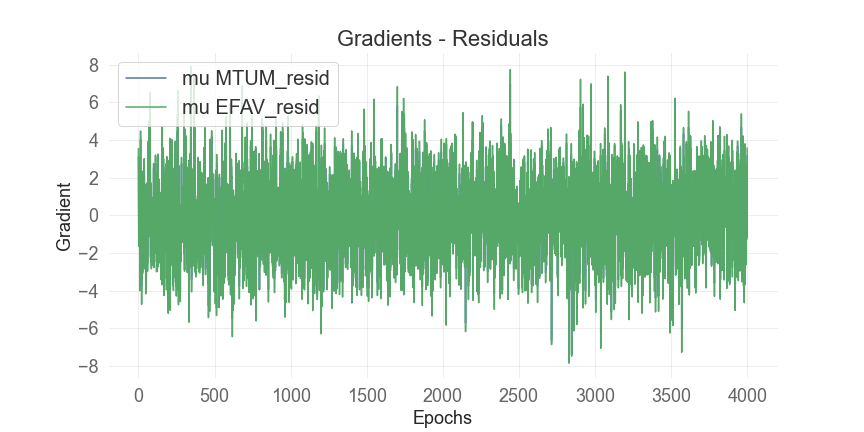 Gradients - Residuals
mu MTUM_resid
mu EFAV_resid
8
6
4
2
0
−2
−4
−6
−8
Gradient
0 500 1000 1500 2000 2500 3000 3500 4000
Epochs